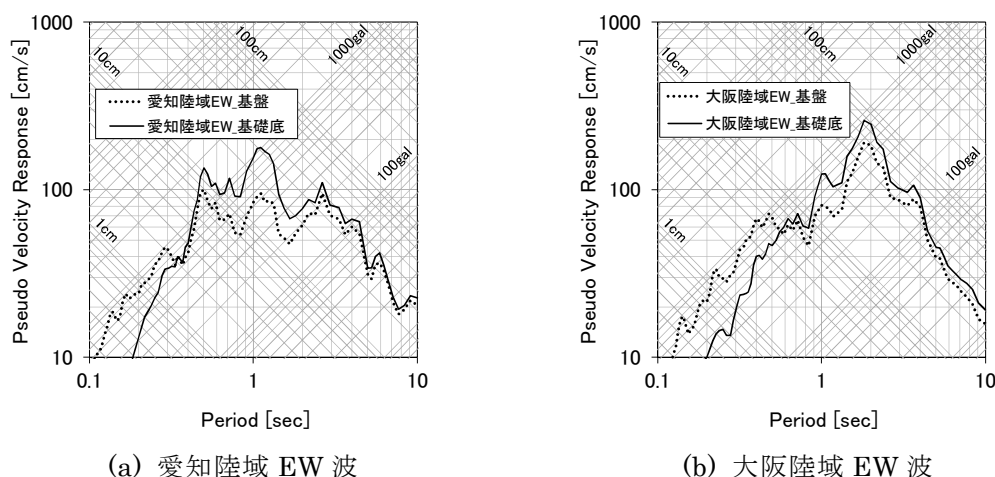 1000
100
10
Pseudo Velocity Response [cm/s]
10cm
100cm
1000gal
愛知陸域EW_基盤
愛知陸域EW_基礎底
100gal
1cm
0.1
1
10
Period [sec]
(a) 愛知陸域 EW 波
1000
100
10
Pseudo Velocity Response [cm/s]
10cm
100cm
1000gal
大阪陸域EW_基盤
大阪陸域EW_基礎底
100gal
1cm
0.1
1
10
Period [sec]
(b) 大阪陸域 EW 波